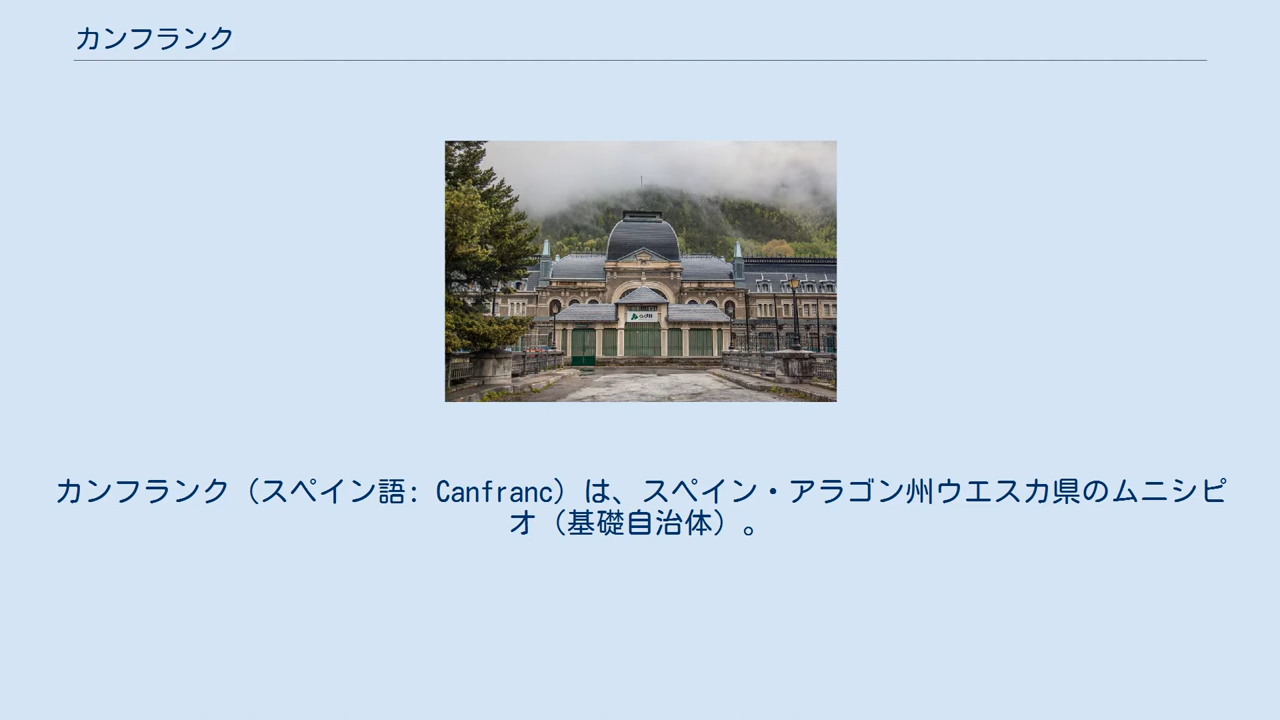 カンフランク
カンフランク（スペイン語: Canfranc）は、スペイン・アラゴン州ウエスカ県のムニシピ
オ（基礎自治体）。